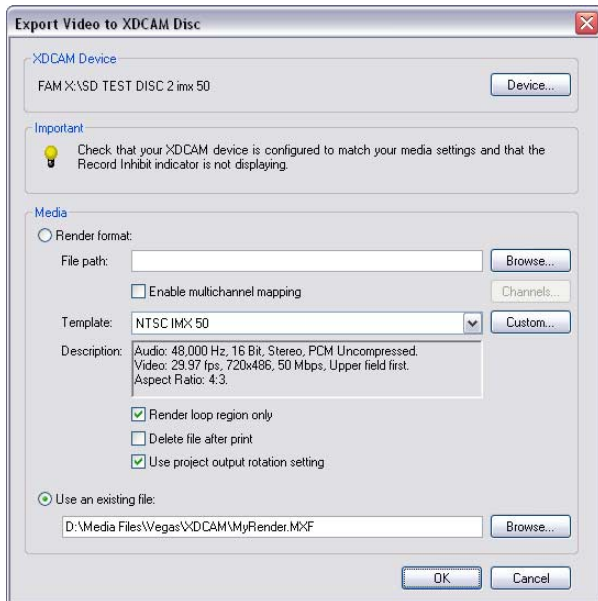 Export Video to XDCAM Disc
XDCAM Device
FAM X:\SD TEST DISC 2 imx 50
Device...
Important
Check that your XDCAM device is configured to match your media settings and that the
Record Inhibit indicator is not displaying.
Media
Render format:
File path:
Browse...
Enable multichannel mapping
Channels...
Template:
NTSC IMX 50
Custom...
Description:
Audio: 48,000 Hz, 16 Bit, Stereo, PCM Uncompressed.
Video: 29.97 fps, 720x486, 50 Mbps, Upper field first.
Aspect Ratio: 4:3.
Render loop region only
Delete file after print
Use project output rotation setting
Use an existing file:
D:\Media Files\Vegas\XDCAM\MyRender.MXF
Browse...
OK
Cancel